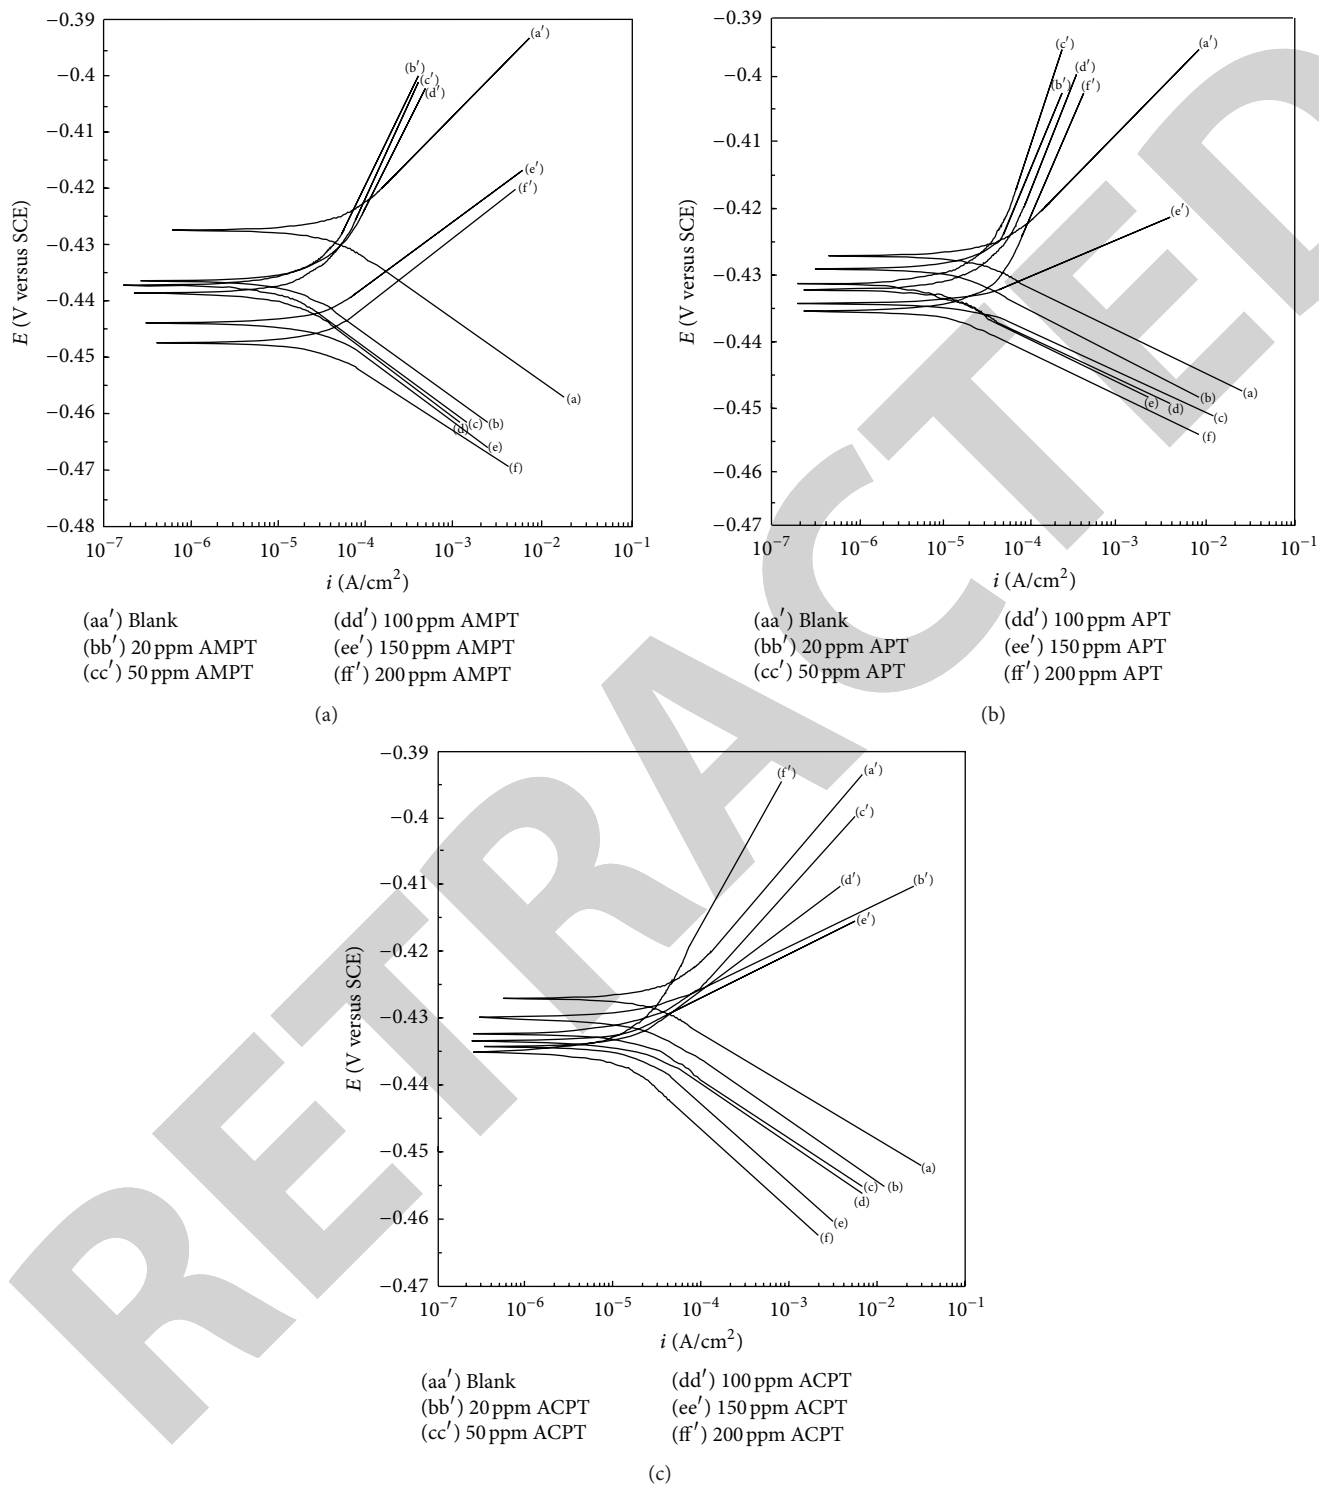 −0.39
−0.4
−0.41
−0.42
−0.43
−0.44
−0.45
−0.46
−0.47
−0.48
E (V versus SCE)
(a′)
(b′)
(c′)
(d′)
(e′)
(f′)
(a)
(b)
(c)
(d)
(e)
(f)
10−7 10−6 10−5 10−4 10−3 10−2 10−1
i (A/cm2)
(aa′) Blank
(bb′) 20 ppm AMPT
(cc′) 50 ppm AMPT
(dd′) 100 ppm AMPT
(ee′) 150 ppm AMPT
(ff′) 200 ppm AMPT
(a)
−0.39
−0.4
−0.41
−0.42
−0.43
−0.44
−0.45
−0.46
−0.47
E (V versus SCE)
(c′)
(a′)
(d′)
(b′)
(f′)
(e′)
(a)
(b)
(e)
(d)
(c)
(f)
10−7 10−6 10−5 10−4 10−3 10−2 10−1
i (A/cm2)
(aa′) Blank
(bb′) 20 ppm APT
(cc′) 50 ppm APT
(dd′) 100 ppm APT
(ee′) 150 ppm APT
(ff′) 200 ppm APT
(b)
−0.39
−0.4
−0.41
−0.42
−0.43
−0.44
−0.45
−0.46
−0.47
E (V versus SCE)
(f′)
(a′)
(c′)
(d′)
(b′)
(e′)
(a)
(c)
(b)
(d)
(e)
(f)
10−7 10−6 10−5 10−4 10−3 10−2 10−1
i (A/cm2)
(aa′) Blank
(bb′) 20 ppm ACPT
(cc′) 50 ppm ACPT
(dd′) 100 ppm ACPT
(ee′) 150 ppm ACPT
(ff′) 200 ppm ACPT
(c)
RETRACTED